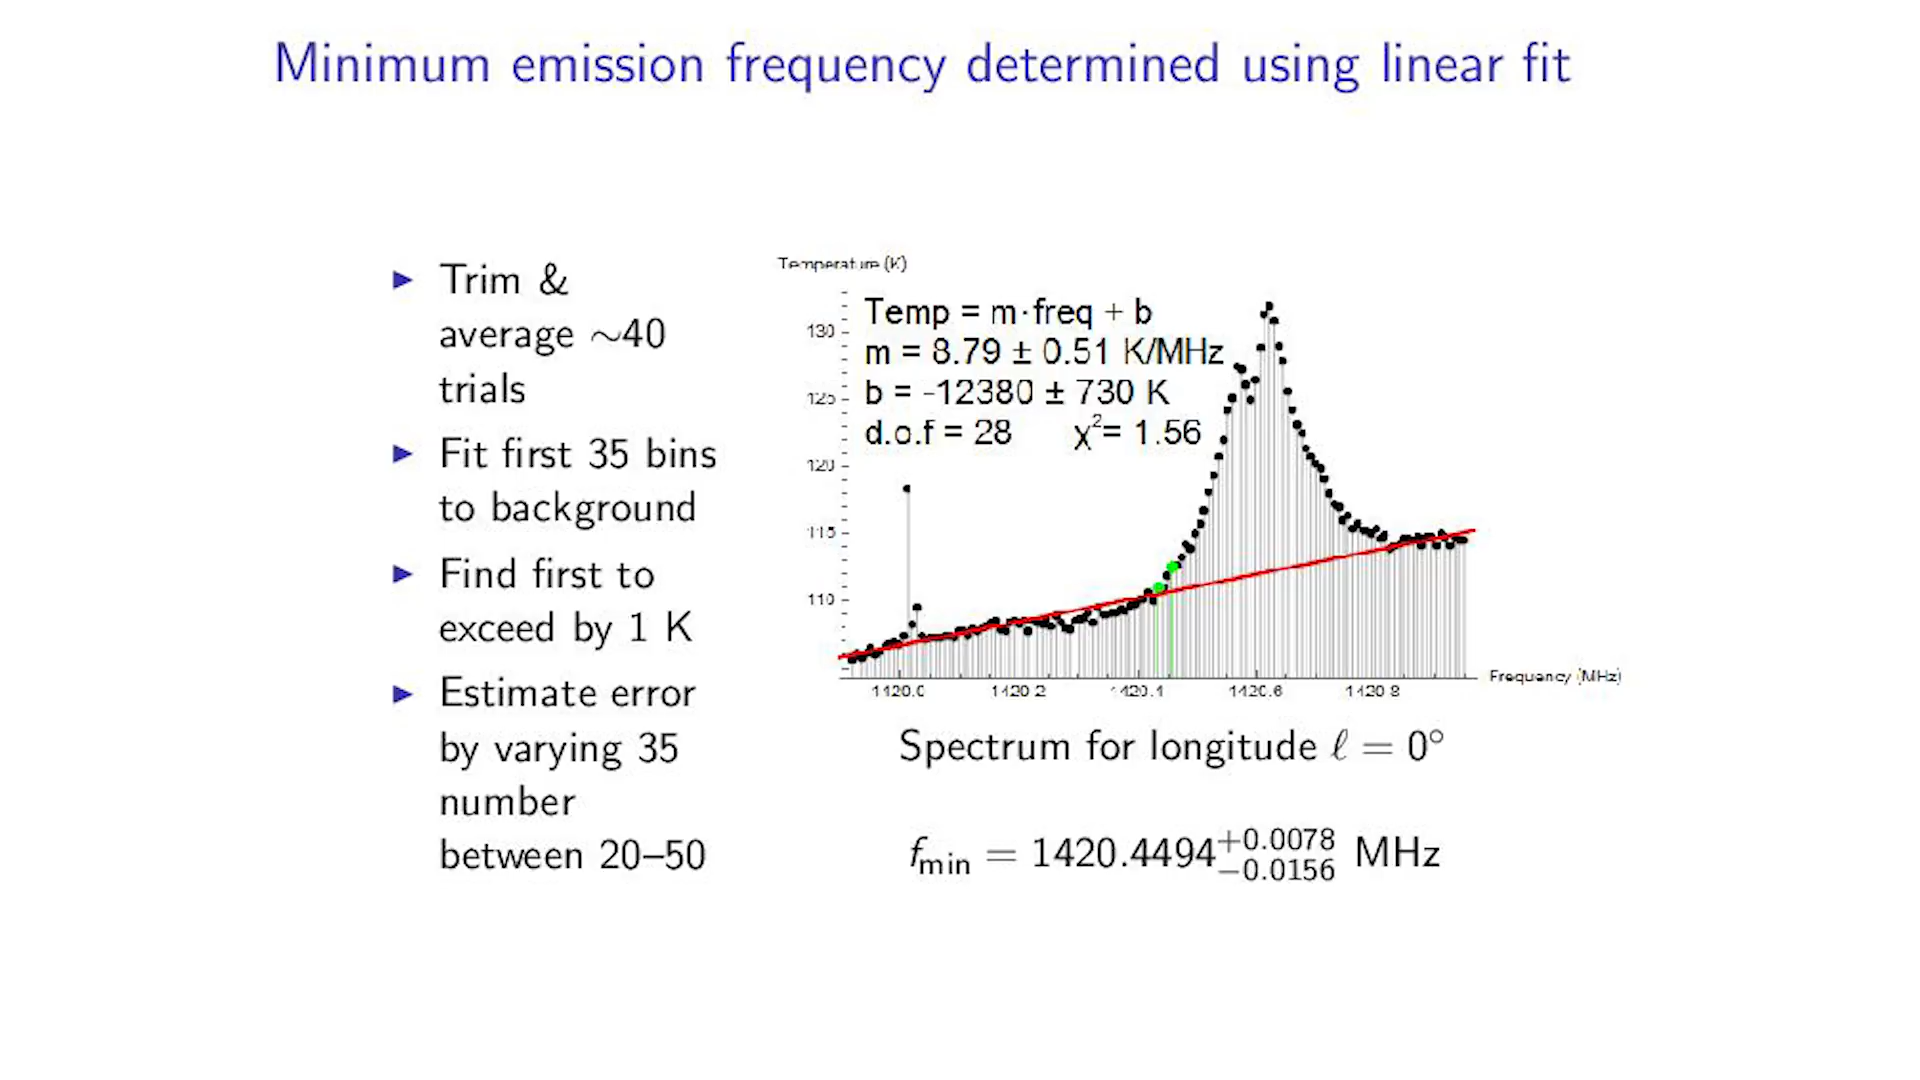 Minimum emission frequency determined using linear fit
Trim &
average ~40
trials
Fit first 35 bins
to background
Find first to
exceed by 1 K
Estimate error
by varying 35
number
between 20–50
Temperature (K)
Temp = m·freq + b
m = 8.79 ± 0.51 K/MHz
b = -12380 ± 730 K
d.o.f = 28 χ²= 1.56
130
125
120
115
110
1420.0 1420.2 1420.4 1420.6 1420.8
Frequency (MHz)
Spectrum for longitude ℓ = 0°
f_min = 1420.4494 +0.0078 −0.0156 MHz